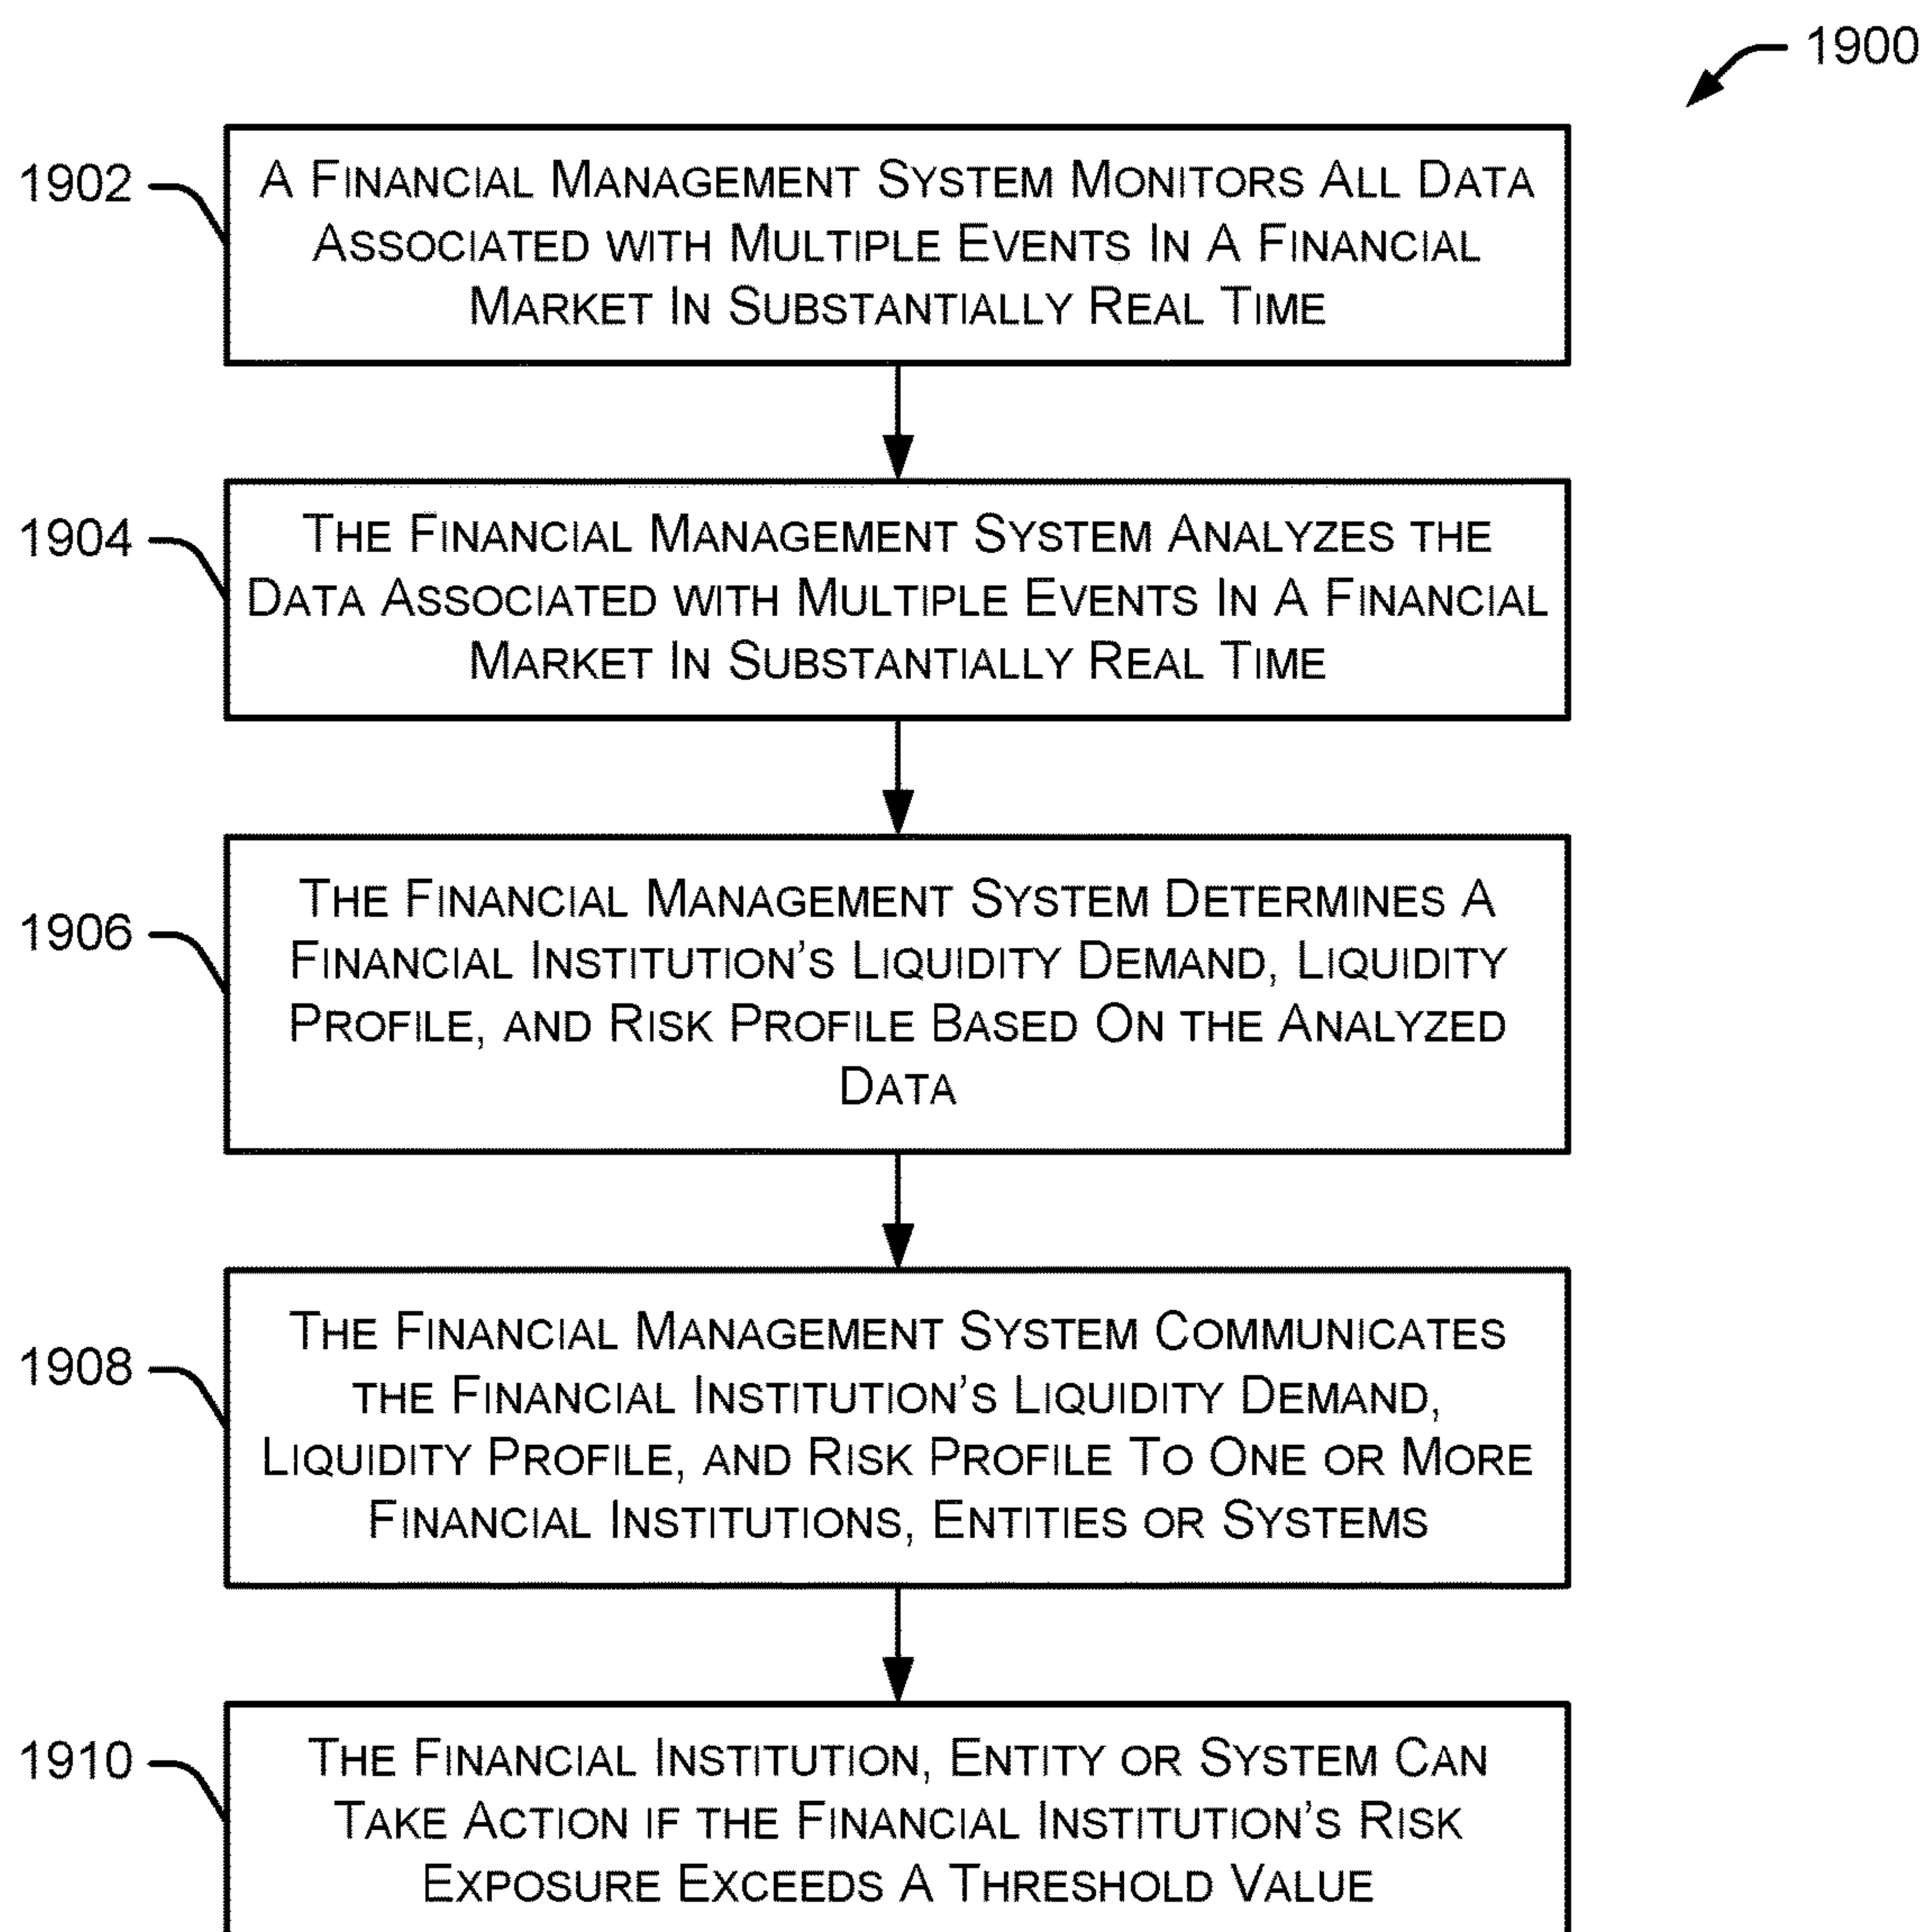 1900
1902
A FINANCIAL MANAGEMENT SYSTEM MONITORS ALL DATA
ASSOCIATED WITH MULTIPLE EVENTS IN A FINANCIAL
MARKET IN SUBSTANTIALLY REAL TIME
1904
THE FINANCIAL MANAGEMENT SYSTEM ANALYZES THE
DATA ASSOCIATED WITH MULTIPLE EVENTS IN A FINANCIAL
MARKET IN SUBSTANTIALLY REAL TIME
1906
THE FINANCIAL MANAGEMENT SYSTEM DETERMINES A
FINANCIAL INSTITUTION'S LIQUIDITY DEMAND, LIQUIDITY
PROFILE, AND RISK PROFILE BASED ON THE ANALYZED
DATA
1908
THE FINANCIAL MANAGEMENT SYSTEM COMMUNICATES
THE FINANCIAL INSTITUTION'S LIQUIDITY DEMAND,
LIQUIDITY PROFILE, AND RISK PROFILE TO ONE OR MORE
FINANCIAL INSTITUTIONS, ENTITIES OR SYSTEMS
1910
THE FINANCIAL INSTITUTION, ENTITY OR SYSTEM CAN
TAKE ACTION IF THE FINANCIAL INSTITUTION'S RISK
EXPOSURE EXCEEDS A THRESHOLD VALUE